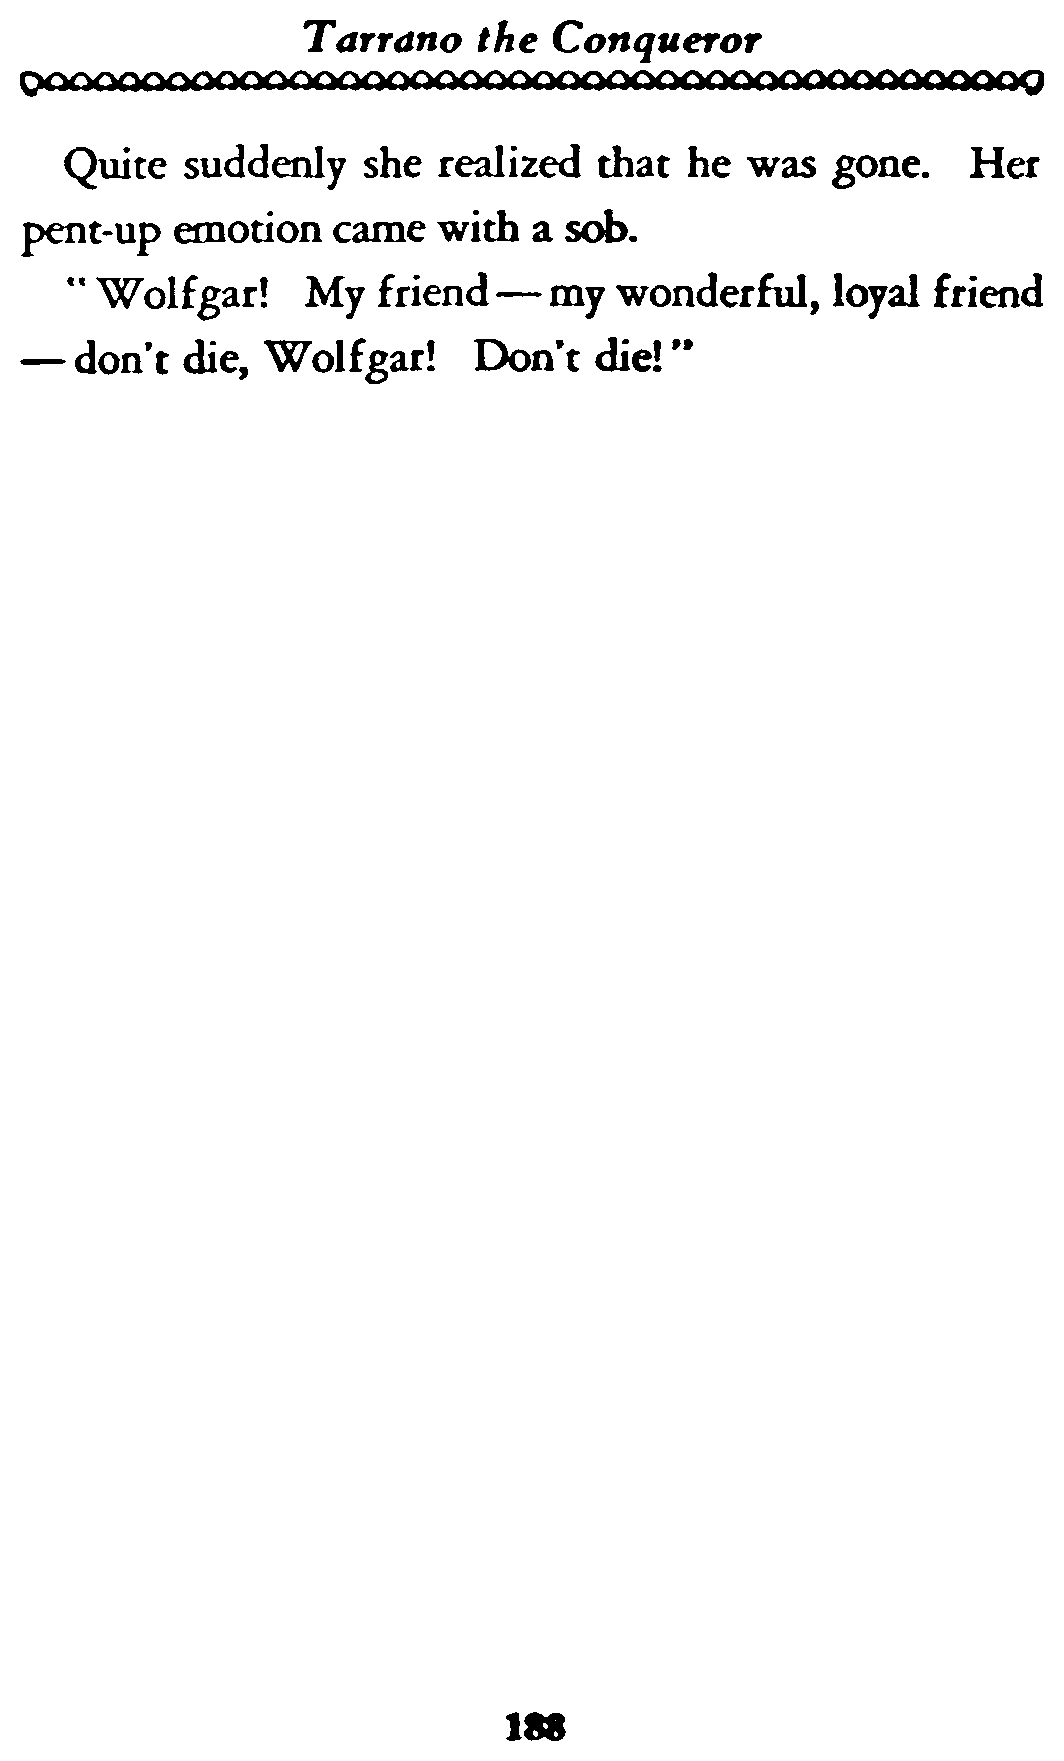 Tarrano the Conqueror
Quite suddenly she realized that he was gone. Her
pent-up emotion came with a sob.
“Wolfgar! My friend — my wonderful, loyal friend
— don't die, Wolfgar! Don't die!”
188